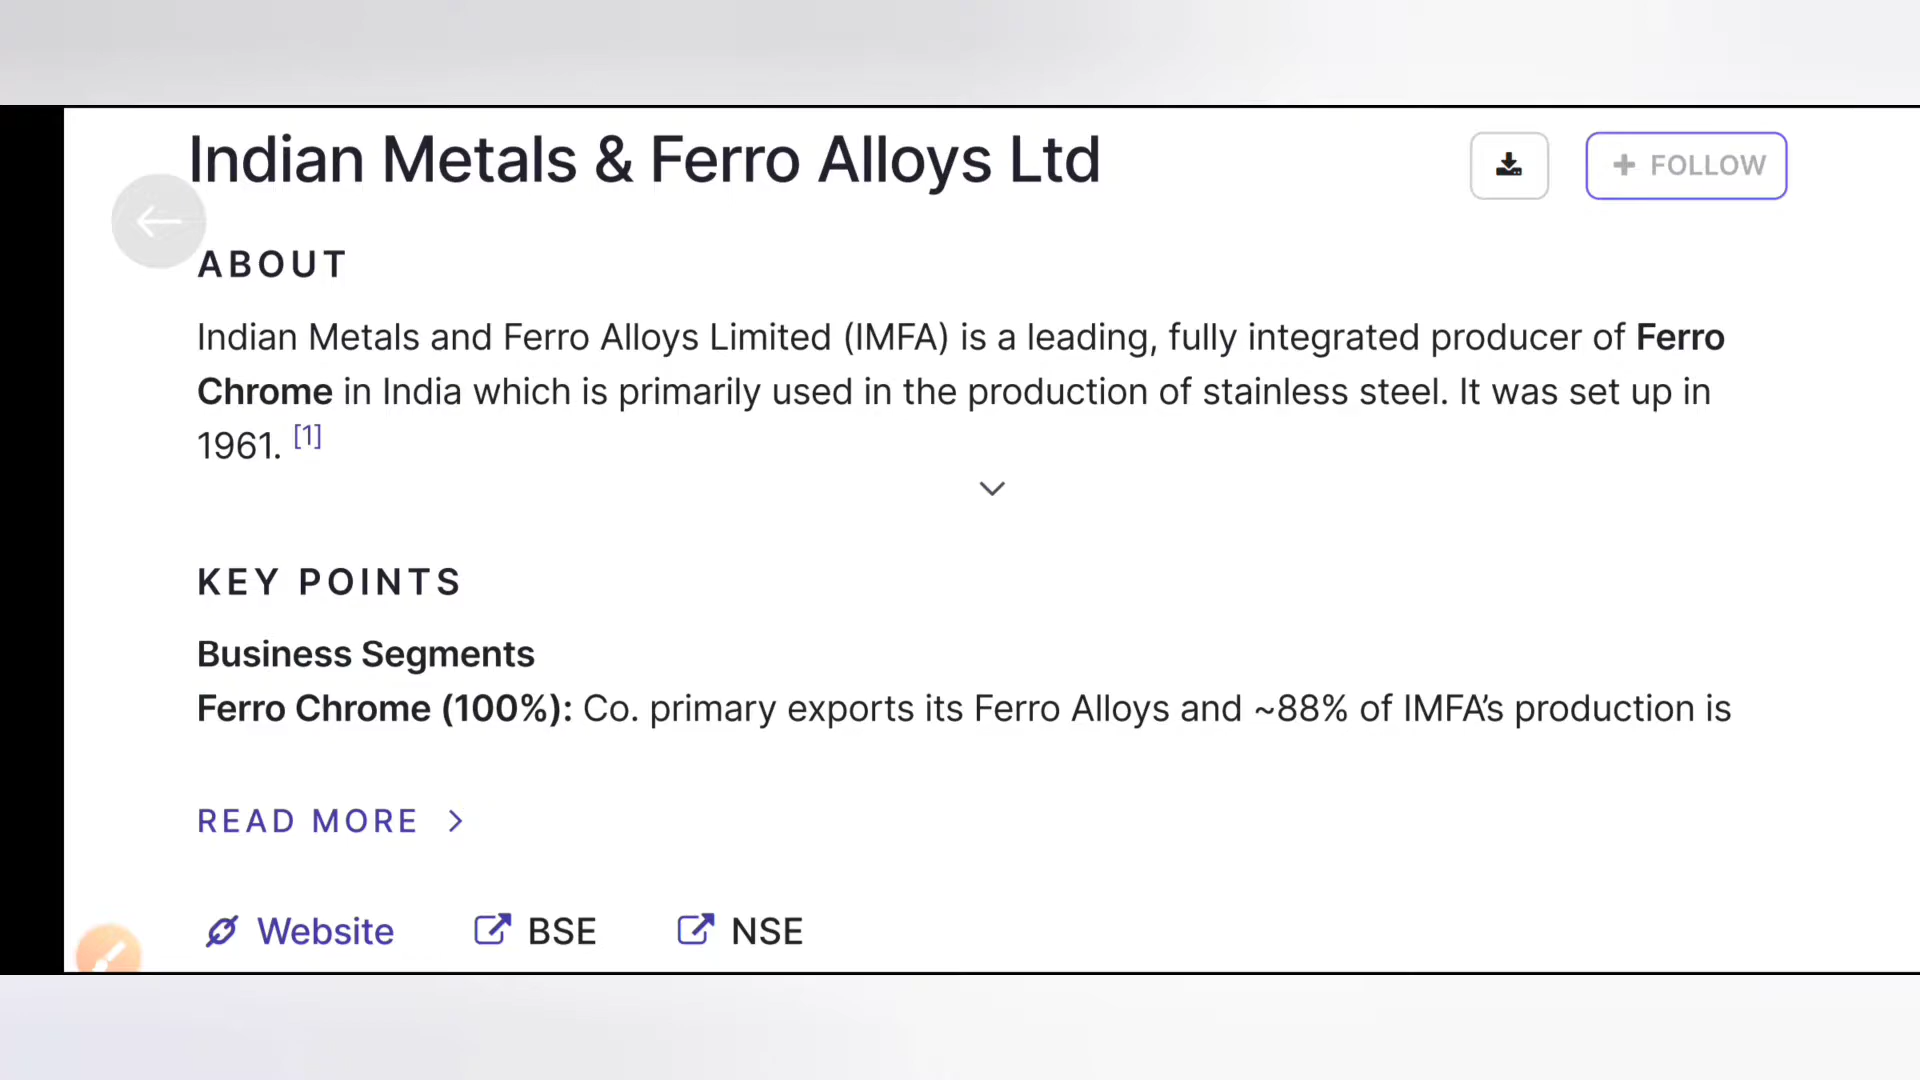 Indian Metals & Ferro Alloys Ltd
FOLLOW
ABOUT
Indian Metals and Ferro Alloys Limited (IMFA) is a leading, fully integrated producer of Ferro
Chrome in India which is primarily used in the production of stainless steel. It was set up in
1961. [1]
KEY POINTS
Business Segments
Ferro Chrome (100%): Co. primary exports its Ferro Alloys and ~88% of IMFA’s production is
READ MORE
Website BSE NSE